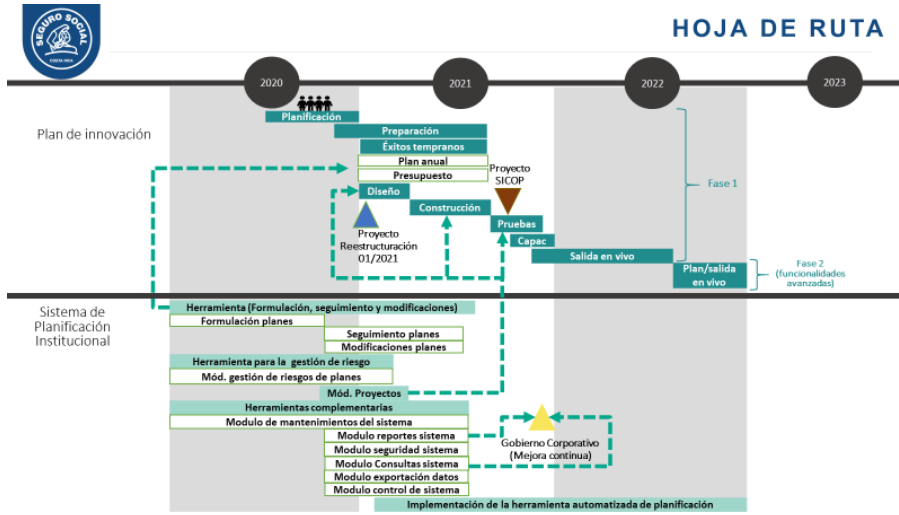 SEGURO SOCIAL
COSTA RICA
HOJA DE RUTA
2020
2021
2022
2023
Plan de innovación
Planificación
Preparación
Éxitos tempranos
Plan anual
Presupuesto
Proyecto
SICOP
Diseño
Construcción
Proyecto
Reestructuración
01/2021
Pruebas
Capac
Salida en vivo
Plan/salida
en vivo
Fase 1
Fase 2
(funcionalidades
avanzadas)
Sistema de
Planificación
Institucional
Herramienta (Formulación, seguimiento y modificaciones)
Formulación planes
Seguimiento planes
Modificaciones planes
Herramienta para la gestión de riesgo
Mód. gestión de riesgos de planes
Mód. Proyectos
Herramientas complementarias
Modulo de mantenimientos del sistema
Modulo reportes sistema
Modulo seguridad sistema
Modulo Consultas sistema
Modulo exportación datos
Modulo control de sistema
Gobierno Corporativo
(Mejora continua)
Implementación de la herramienta automatizada de planificación